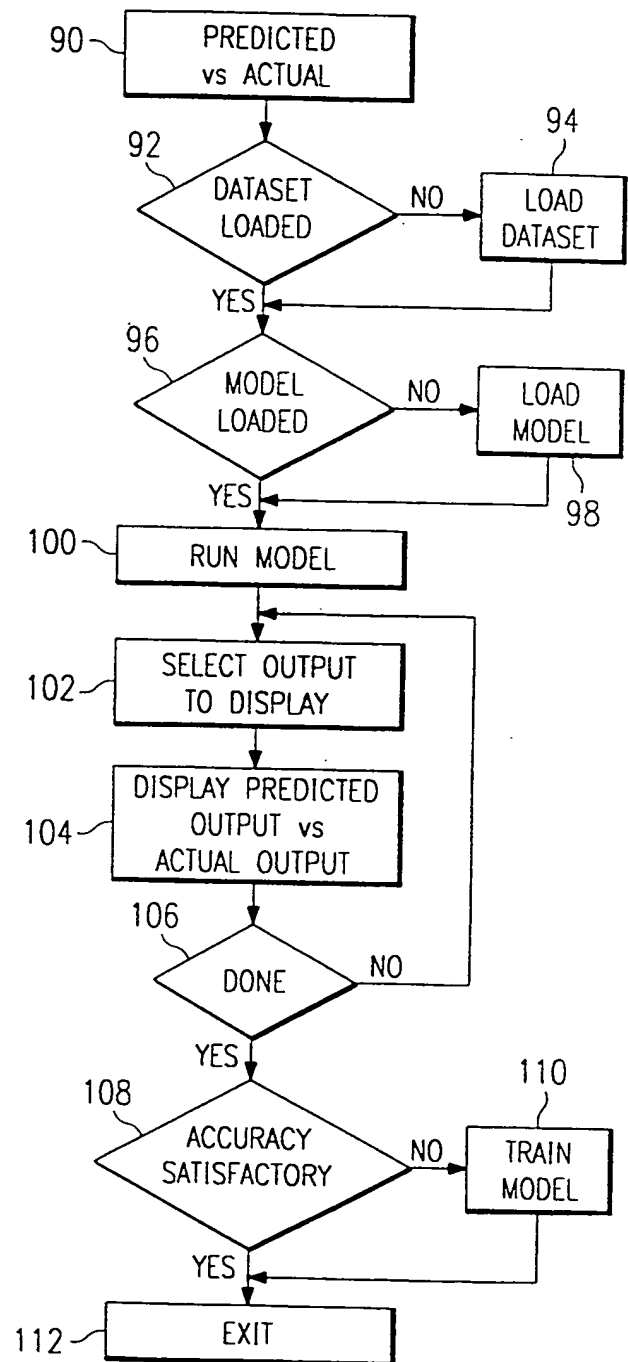 90
PREDICTED
vs ACTUAL
92
DATASET
LOADED
NO
94
LOAD
DATASET
YES
96
MODEL
LOADED
NO
LOAD
MODEL
98
YES
100
RUN MODEL
102
SELECT OUTPUT
TO DISPLAY
104
DISPLAY PREDICTED
OUTPUT vs
ACTUAL OUTPUT
106
DONE
NO
YES
108
ACCURACY
SATISFACTORY
NO
110
TRAIN
MODEL
YES
112
EXIT